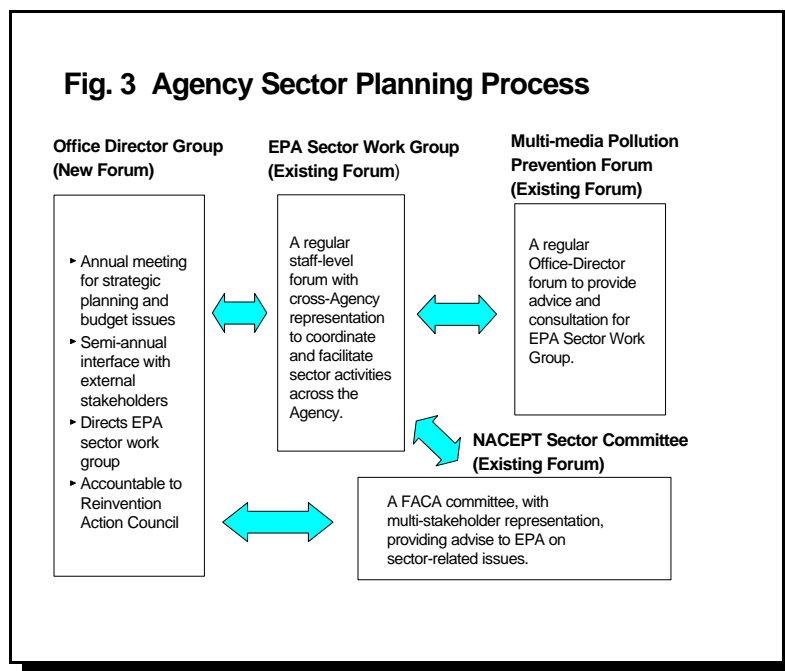 Fig. 3 Agency Sector Planning Process
Office Director Group
(New Forum)
▸ Annual meeting
for strategic
planning and
budget issues
▸ Semi-annual
interface with
external
stakeholders
▸ Directs EPA
sector work
group
▸ Accountable to
Reinvention
Action Council
EPA Sector Work Group
(Existing Forum)
A regular
staff-level
forum with
cross-Agency
representation
to coordinate
and facilitate
sector activities
across the
Agency.
Multi-media Pollution
Prevention Forum
(Existing Forum)
A regular
Office-Director
forum to provide
advice and
consultation for
EPA Sector Work
Group.
NACEPT Sector Committee
(Existing Forum)
A FACA committee, with
multi-stakeholder representation,
providing advise to EPA on
sector-related issues.